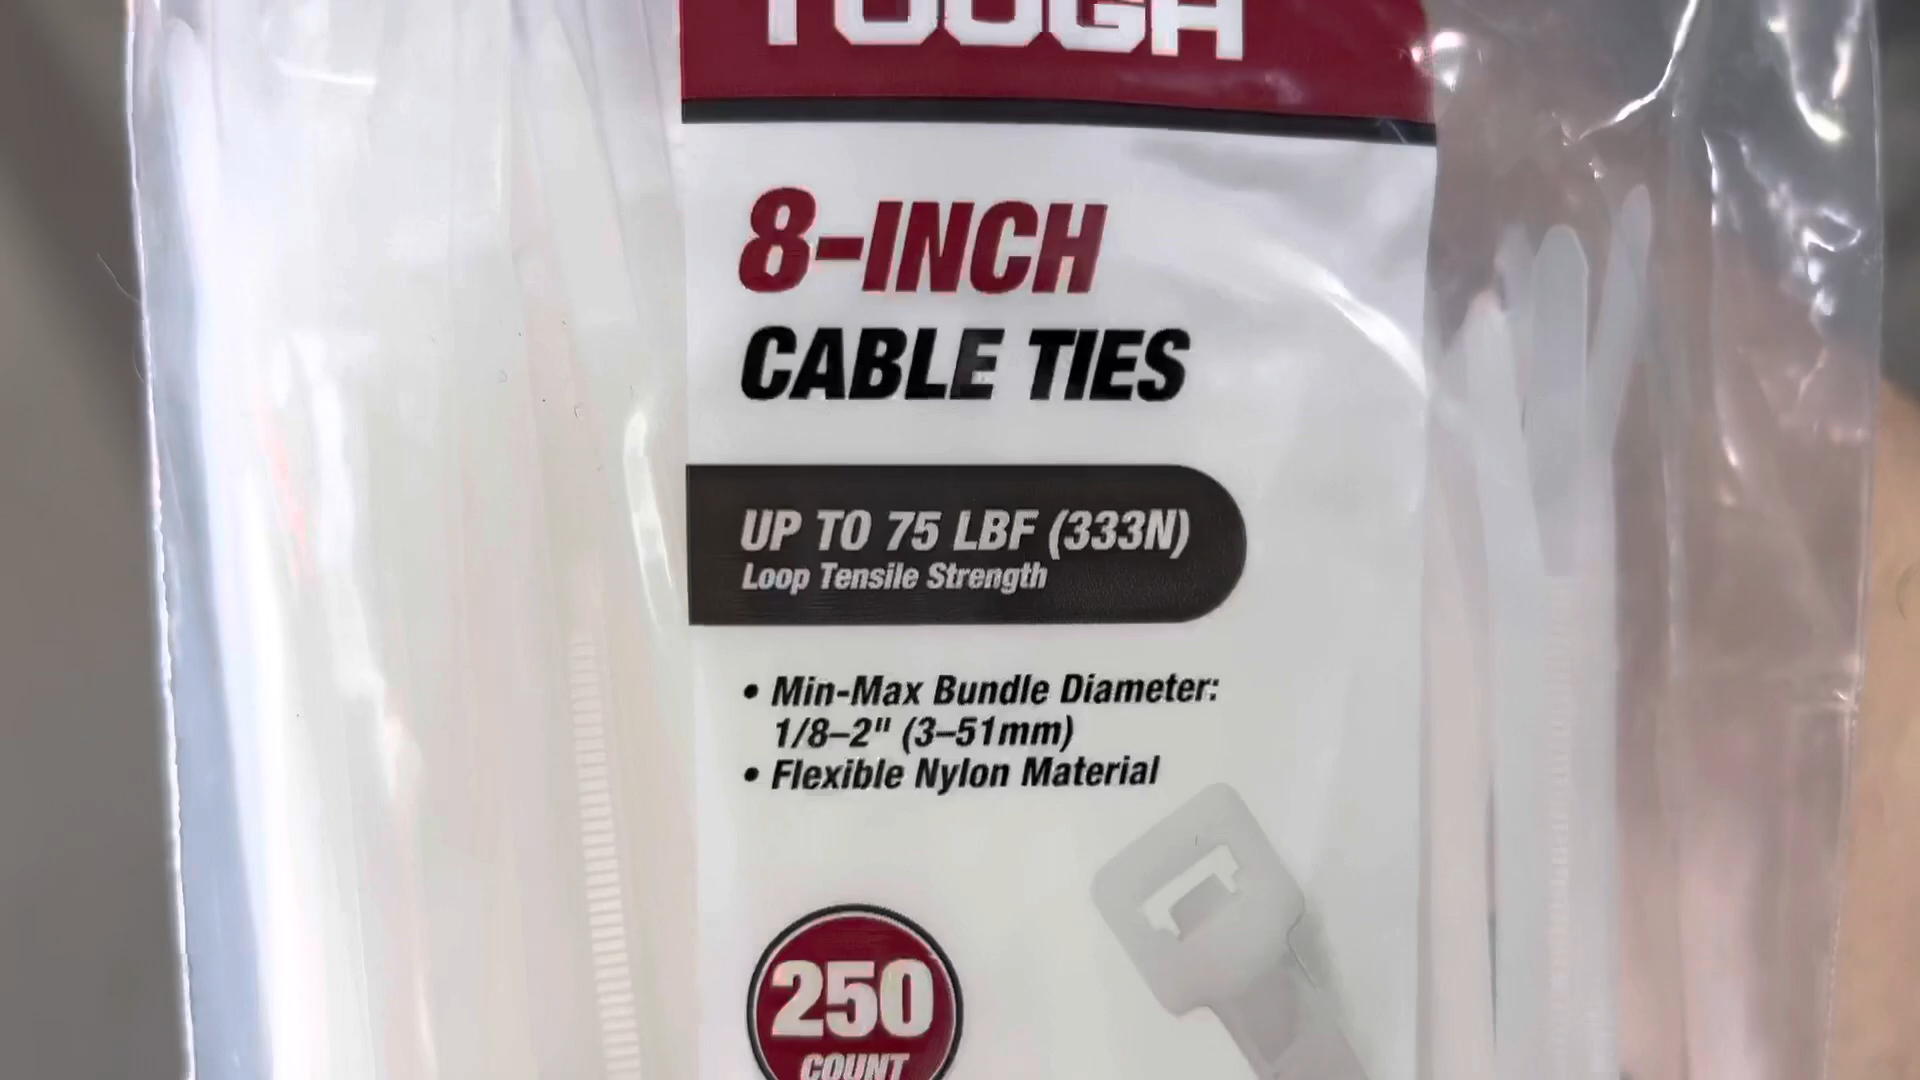 TOUGH
8-INCH
CABLE TIES
UP TO 75 LBF (333N)
Loop Tensile Strength
• Min-Max Bundle Diameter:
1/8–2" (3–51mm)
• Flexible Nylon Material
250
COUNT